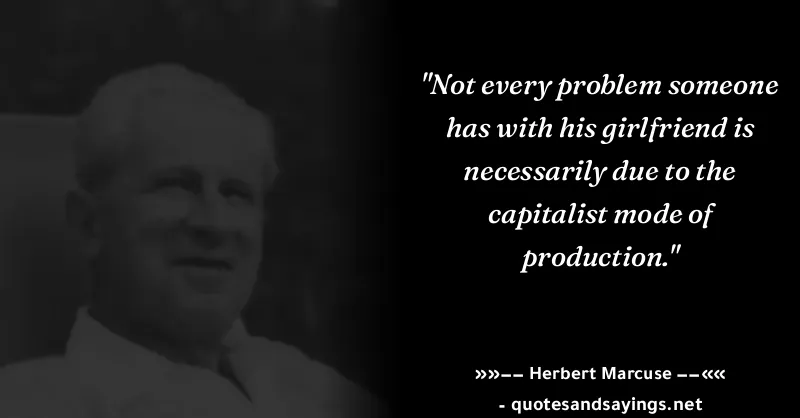 "Not every problem someone
has with his girlfriend is
necessarily due to the
capitalist mode of
production."
»»−− Herbert Marcuse −−««
- quotesandsayings.net